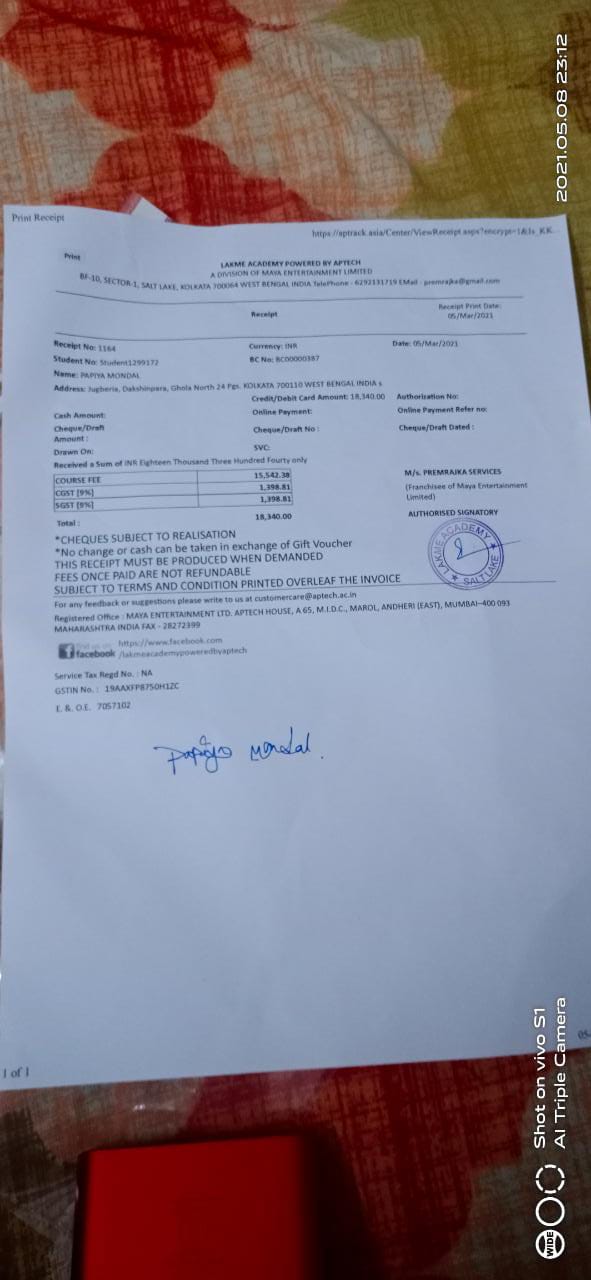 2021.05.08 23:12
Print Receipt
https://aptrack.asia/Center/ViewReceipt.aspx?encrypt=1&Is_KK...
Print
LAKME ACADEMY POWERED BY APTECH
A DIVISION OF MAYA ENTERTAINMENT LIMITED
BF-10, SECTOR-1, SALT LAKE, KOLKATA 700064 WEST BENGAL INDIA TelePhone - 6292131719 EMail - premrajka@gmail.com
Receipt
Receipt Print Date:
05/Mar/2021
Receipt No: 1164 Currency: INR Date: 05/Mar/2021
Student No: Student1299172 BC No: BC00000387
Name: PAPIYA MONDAL
Address: Jugheria, Dakshinpara, Ghola North 24 Pgs. KOLKATA 700110 WEST BENGAL INDIA s
Credit/Debit Card Amount: 18,340.00 Authorisation No:
Cash Amount: Online Payment: Online Payment Refer no:
Cheque/Draft Amount: Cheque/Draft No : Cheque/Draft Dated :
Drawn On: SVC:
Received a Sum of INR Eighteen Thousand Three Hundred Fourty only
COURSE FEE 15,542.38
CGST [9%] 1,398.81
SGST [9%] 1,398.81
Total : 18,340.00
M/s. PREMRAJKA SERVICES
(Franchisee of Maya Entertainment
Limited)
AUTHORISED SIGNATORY
LAKME ACADEMY
SALT LAKE
*CHEQUES SUBJECT TO REALISATION
*No change or cash can be taken in exchange of Gift Voucher
THIS RECEIPT MUST BE PRODUCED WHEN DEMANDED
FEES ONCE PAID ARE NOT REFUNDABLE
SUBJECT TO TERMS AND CONDITION PRINTED OVERLEAF THE INVOICE
For any feedback or suggestions please write to us at customercare@aptech.ac.in
Registered Office : MAYA ENTERTAINMENT LTD. APTECH HOUSE, A 65, M.I.D.C., MAROL, ANDHERI (EAST), MUMBAI-400 093
MAHARASHTRA INDIA FAX - 28272399
https://www.facebook.com
facebook /lakmeacademypoweredbyaptech
Service Tax Regd No. : NA
GSTIN No. : 19AAXFP8750H1ZC
E. & O.E. 7057102
Papiya Mondal.
1 of 1
Shot on vivo S1
AI Triple Camera
WIDE